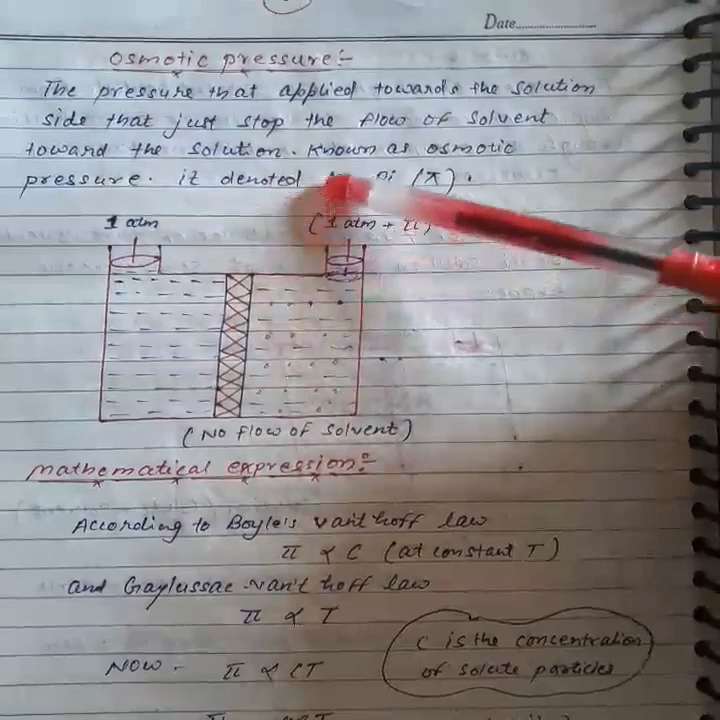 Date
Osmotic pressure:-
The pressure that applied towards the solution
side that just stop the flow of solvent
toward the solution. Known as osmotic
pressure. it denoted Pi (π).
1 atm
(1 atm + π)
(No flow of solvent)
Mathematical expression:-
According to Boyle's van't hoff law
π ∝ C (at constant T)
and Gaylussac van't hoff law
π ∝ T
C is the concentration
of solute particles
Now - π ∝ CT